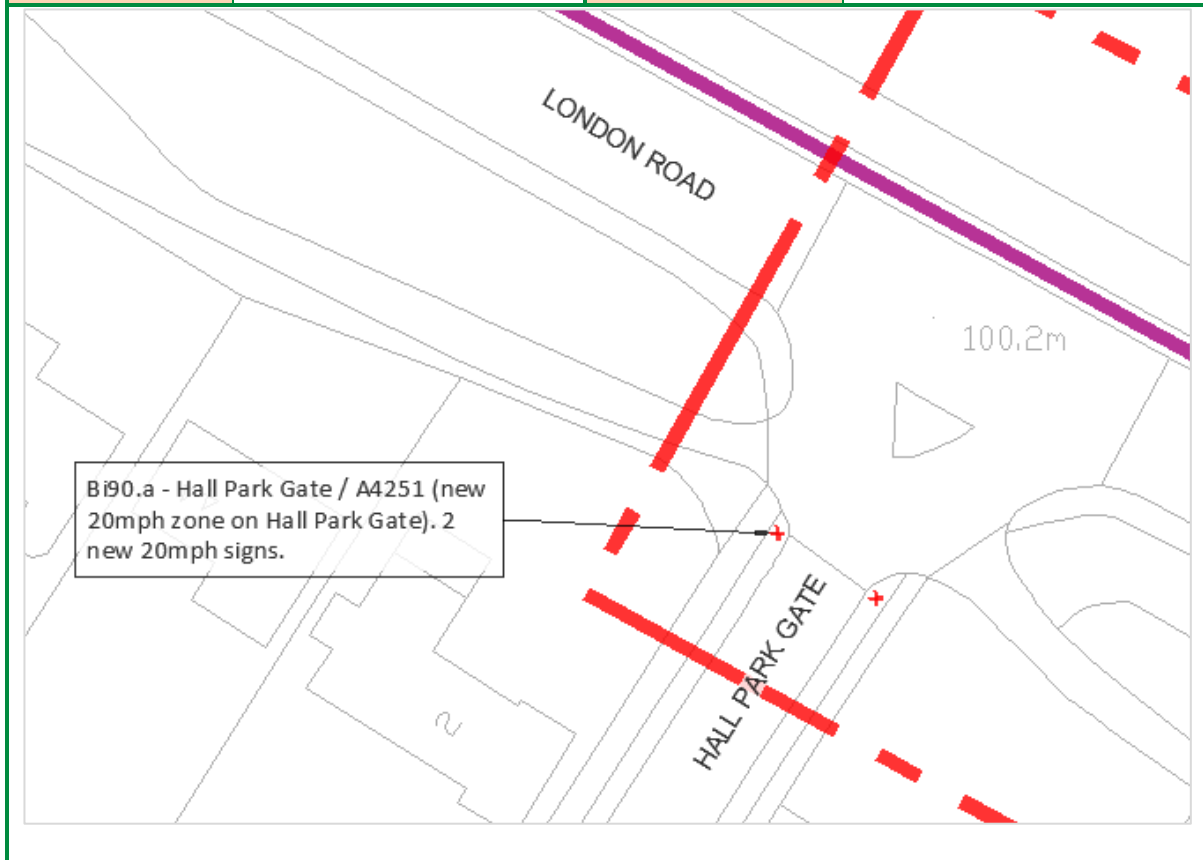 LONDON ROAD
100.2m
Bi90.a - Hall Park Gate / A4251 (new
20mph zone on Hall Park Gate). 2
new 20mph signs.
HALL PARK GATE
2